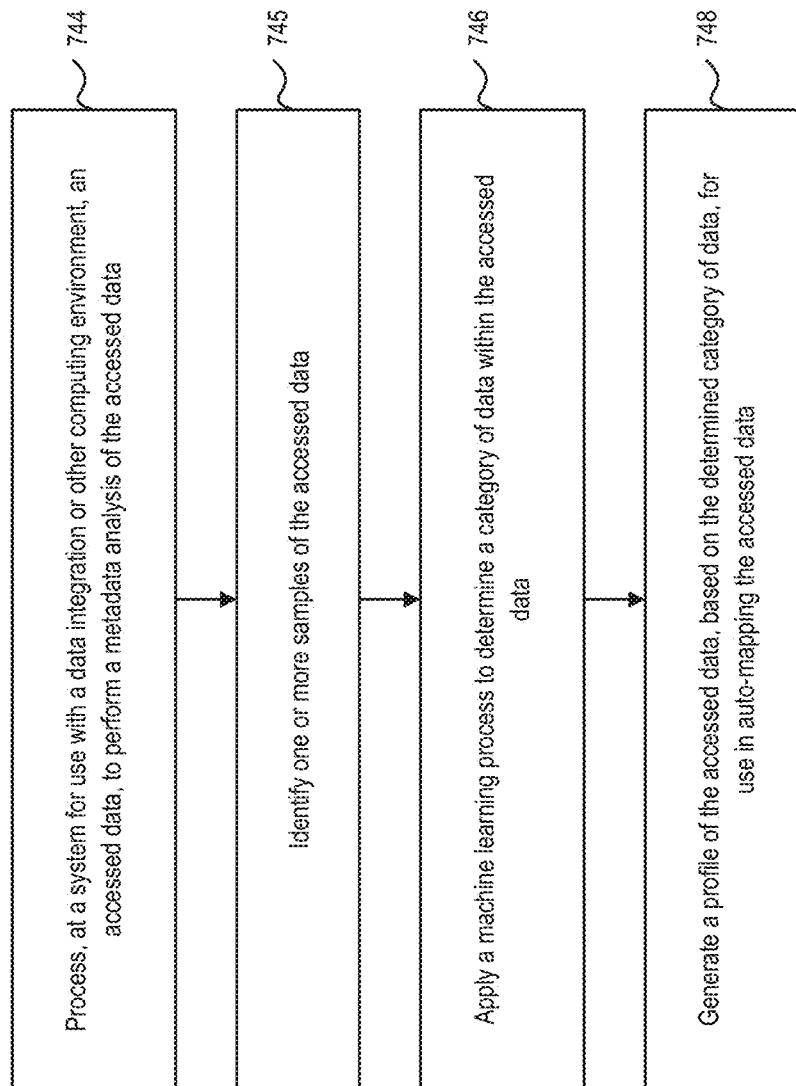 Process, at a system for use with a data integration or other computing environment, an
accessed data, to perform a metadata analysis of the accessed data
744
Identify one or more samples of the accessed data
745
Apply a machine learning process to determine a category of data within the accessed
data
746
Generate a profile of the accessed data, based on the determined category of data, for
use in auto-mapping the accessed data
748